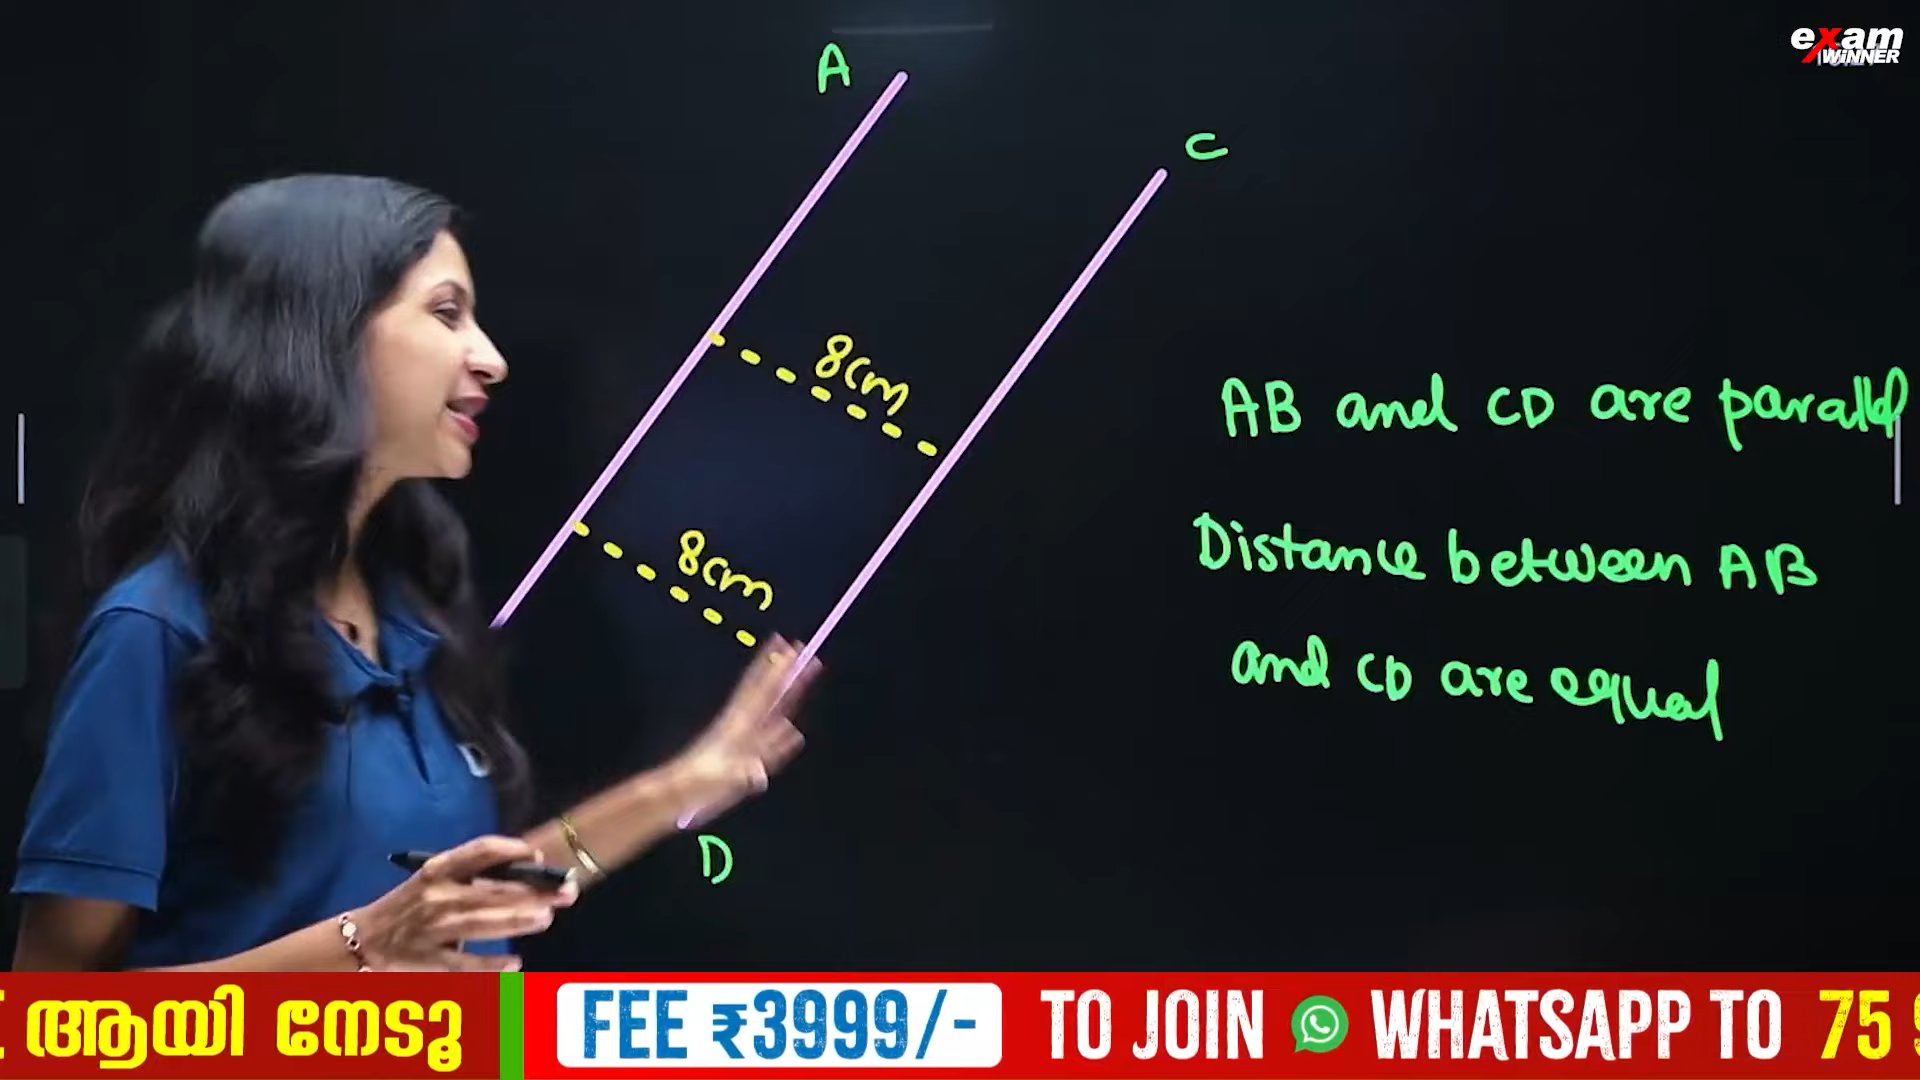 exam
WINNER
A
C
8cm
8cm
D
AB and CD are parallel
Distance between AB
and CD are equal
ആയി നേടൂ
FEE ₹3999/-
TO JOIN WHATSAPP TO 75